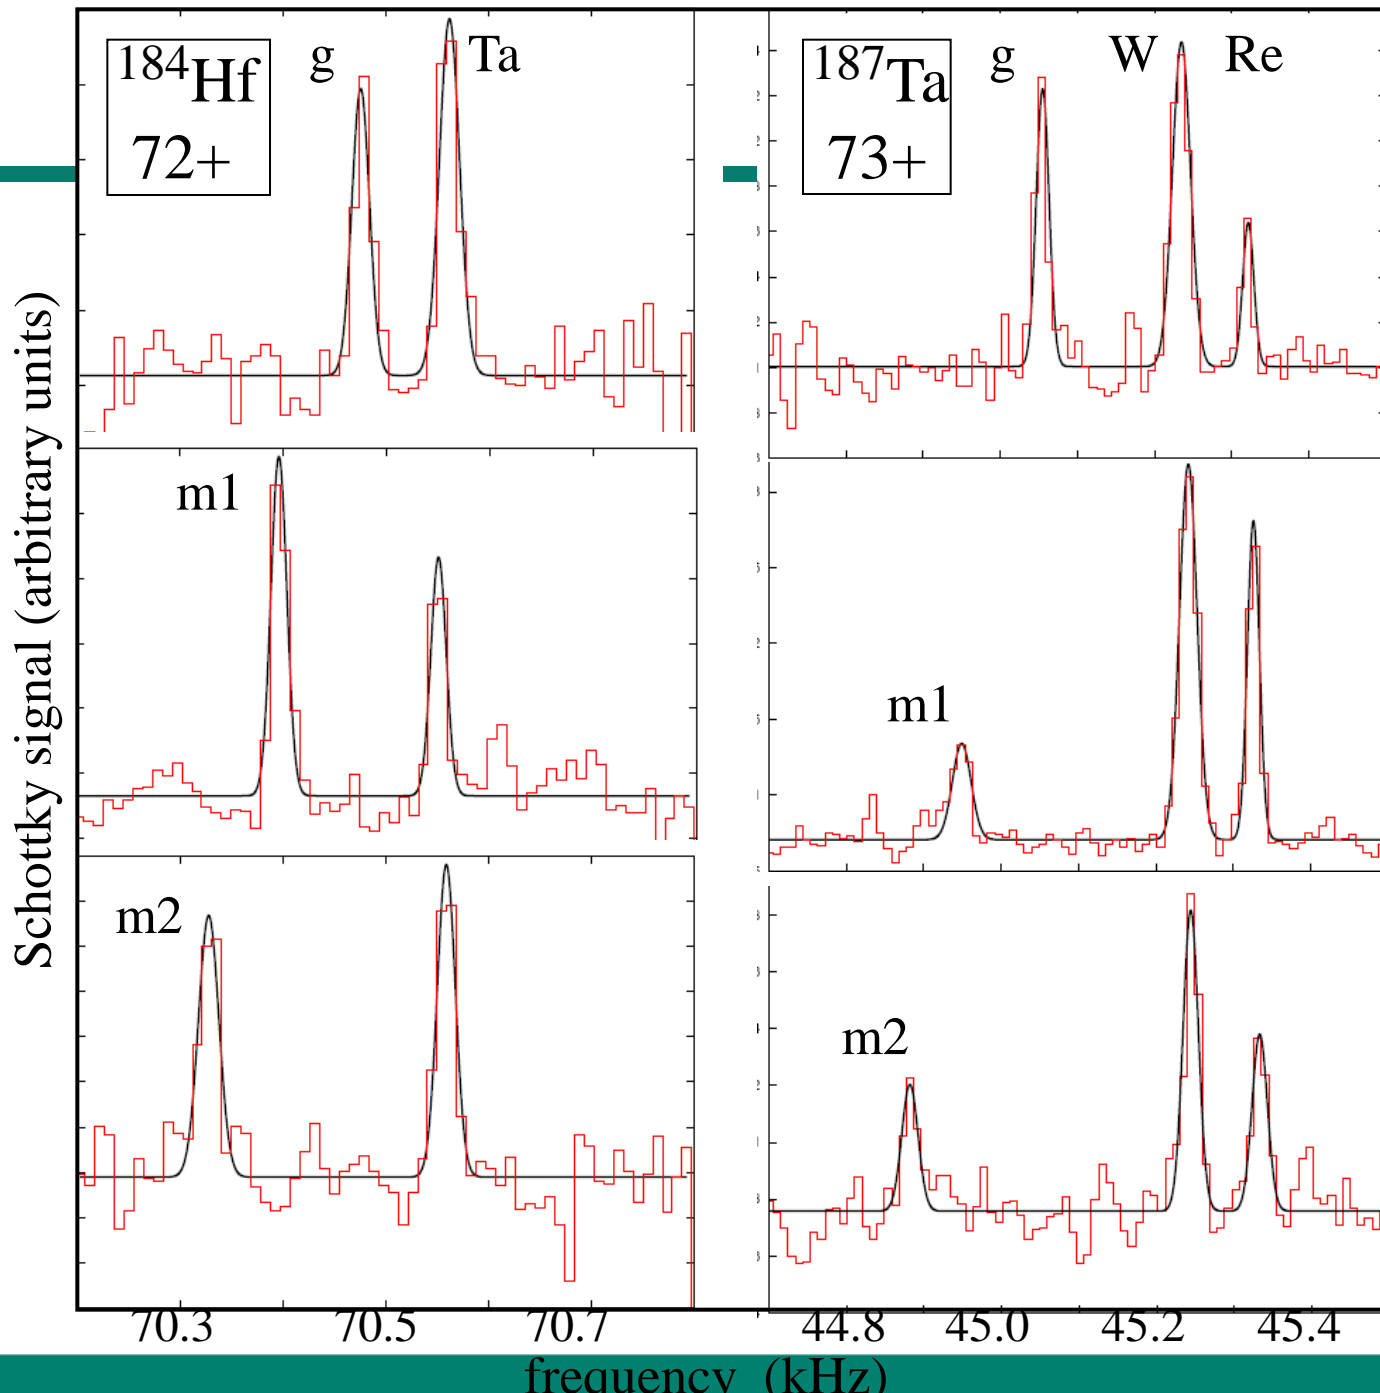 184Hf
72+
g
Ta
187Ta
73+
g
W
Re
m1
m1
m2
m2
Schottky signal (arbitrary units)
70.3 70.5 70.7
44.8 45.0 45.2 45.4
frequency (kHz)